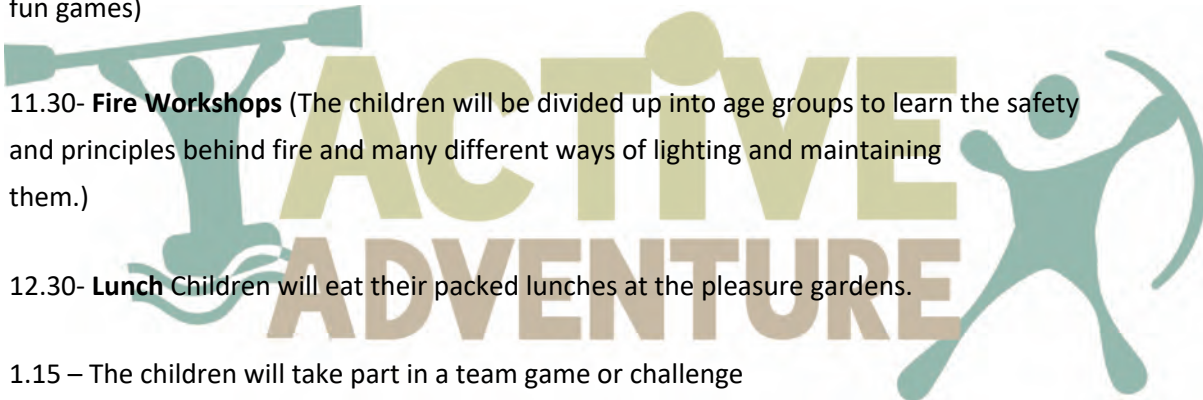 fun games)
11.30- Fire Workshops (The children will be divided up into age groups to learn the safety
and principles behind fire and many different ways of lighting and maintaining
them.)
12.30- Lunch Children will eat their packed lunches at the pleasure gardens.
1.15 – The children will take part in a team game or challenge
ACTiVE
ADVENTURE